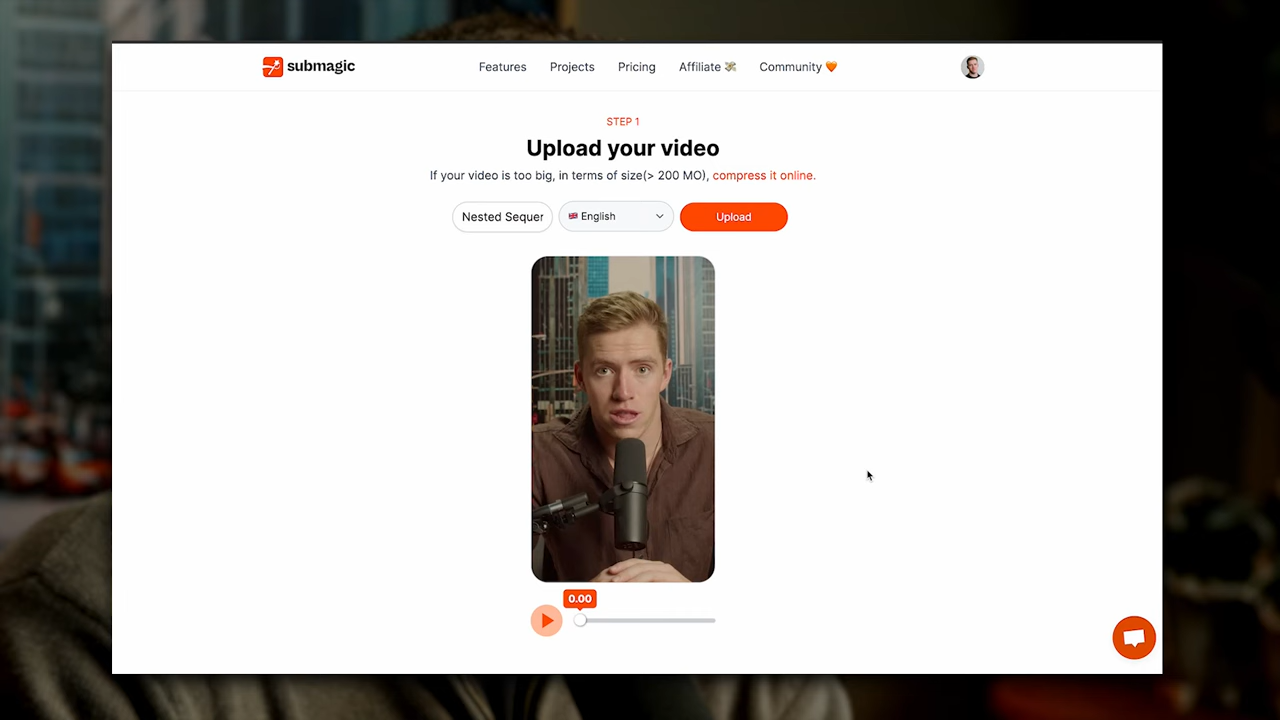 submagic
Features Projects Pricing Affiliate 💸 Community 🧡
STEP 1
Upload your video
If your video is too big, in terms of size(> 200 MO), compress it online.
Nested Sequer
English
Upload
0.00